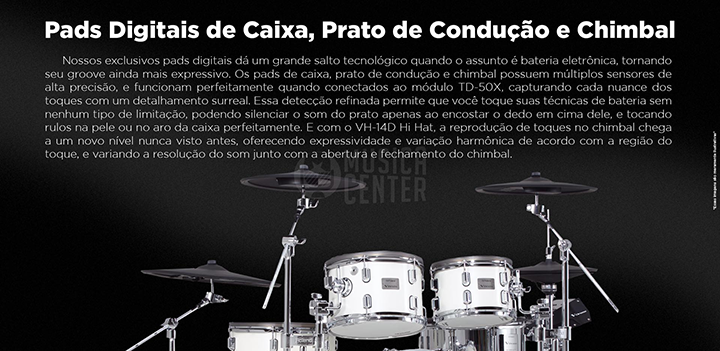 Pads Digitais de Caixa, Prato de Condução e Chimbal
Nossos exclusivos pads digitais dá um grande salto tecnológico quando o assunto é bateria eletrônica, tornando
seu groove ainda mais expressivo. Os pads de caixa, prato de condução e chimbal possuem múltiplos sensores de
alta precisão, e funcionam perfeitamente quando conectados ao módulo TD-50X, capturando cada nuance dos
toques com um detalhamento surreal. Essa detecção refinada permite que você toque suas técnicas de bateria sem
nenhum tipo de limitação, podendo silenciar o som do prato apenas ao encostar o dedo em cima dele, e tocando
rulos na pele ou no aro da caixa perfeitamente. E com o VH-14D Hi Hat, a reprodução de toques no chimbal chega
a um novo nível nunca visto antes, oferecendo expressividade e variação harmônica de acordo com a região do
toque, e variando a resolução do som junto com a abertura e fechamento do chimbal.
MÚSICA
CENTER